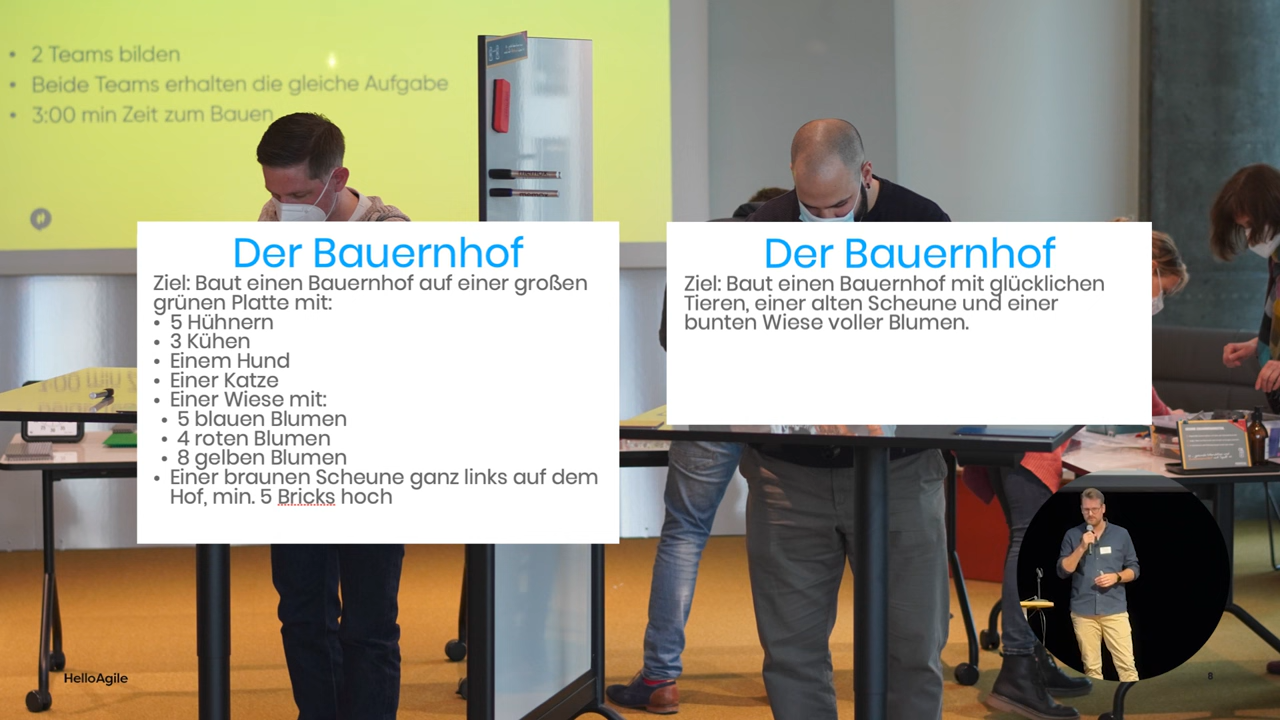 • 2 Teams bilden
• Beide Teams erhalten die gleiche Aufgabe
• 3:00 min Zeit zum Bauen
Der Bauernhof
Ziel: Baut einen Bauernhof auf einer großen
grünen Platte mit:
• 5 Hühnern
• 3 Kühen
• Einem Hund
• Einer Katze
• Einer Wiese mit:
• 5 blauen Blumen
• 4 roten Blumen
• 8 gelben Blumen
• Einer braunen Scheune ganz links auf dem
Hof, min. 5 Bricks hoch
Der Bauernhof
Ziel: Baut einen Bauernhof mit glücklichen
Tieren, einer alten Scheune und einer
bunten Wiese voller Blumen.
HelloAgile
8